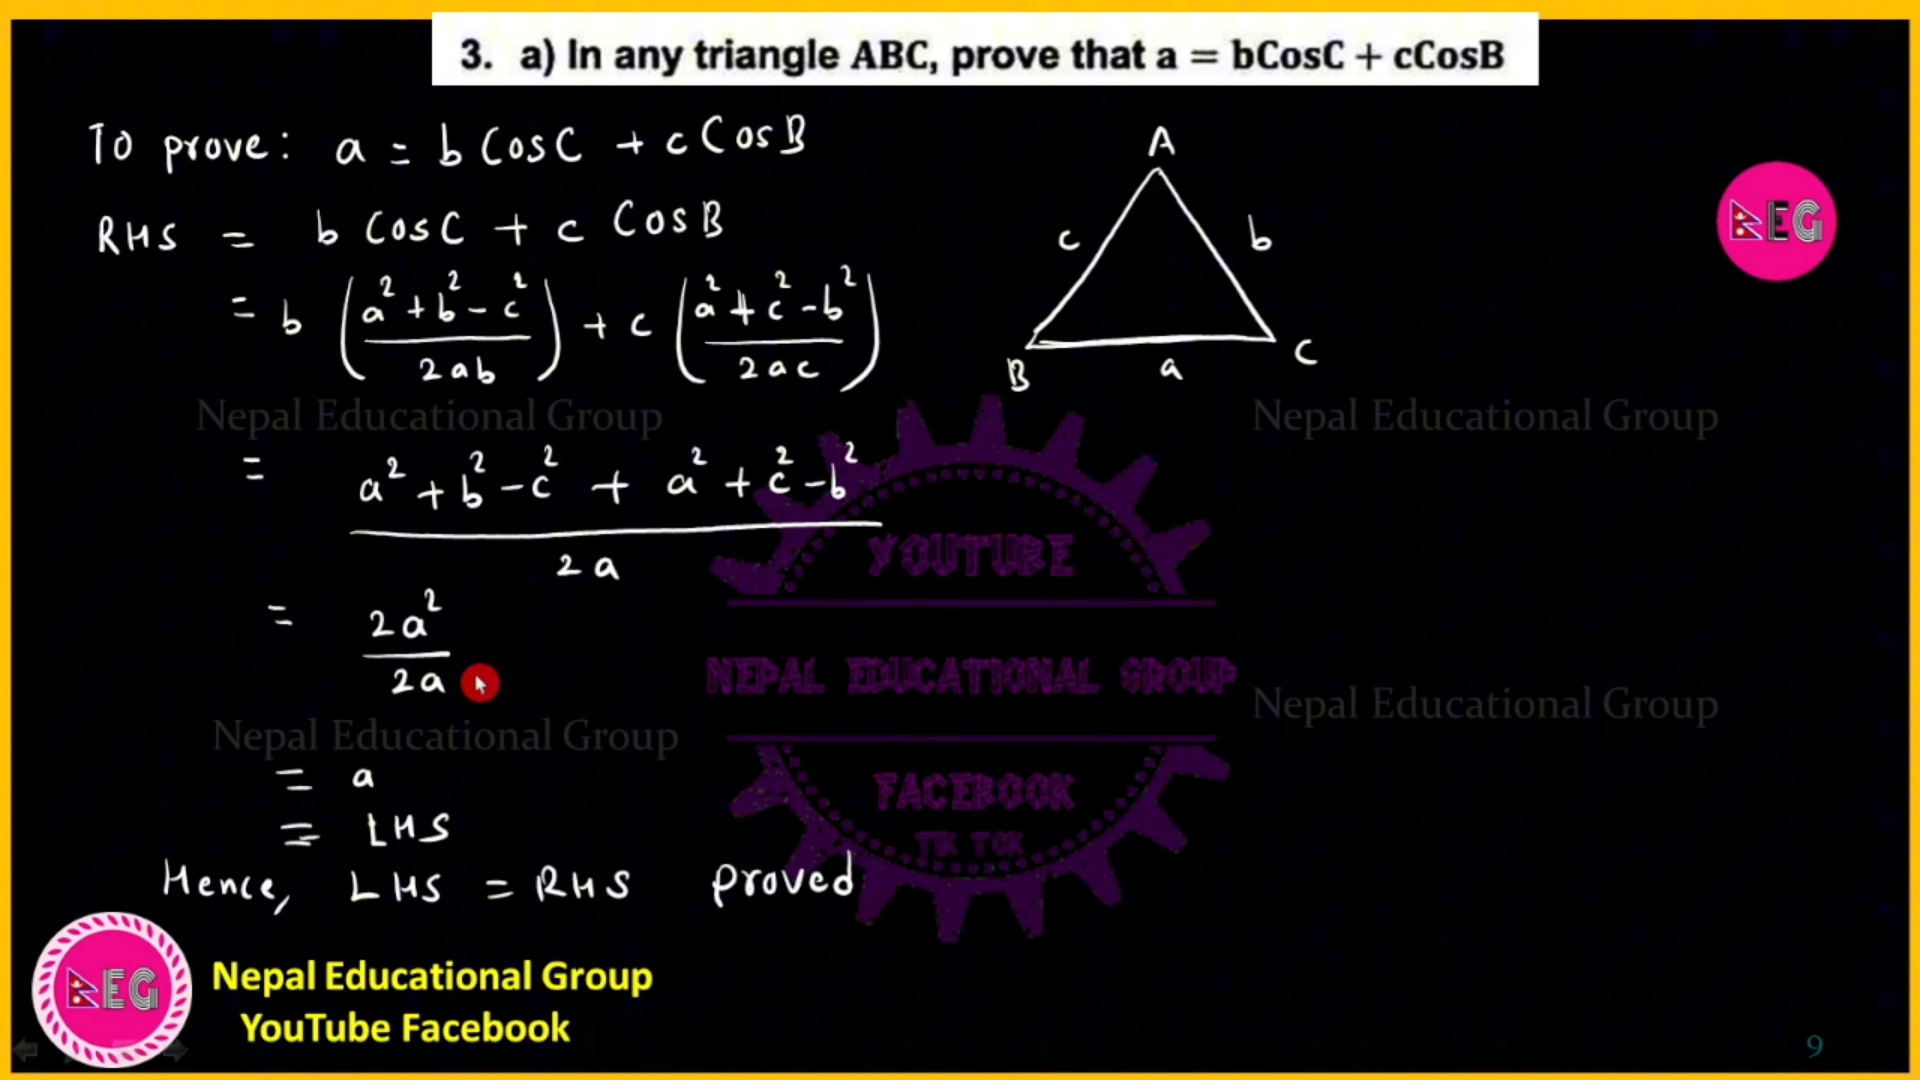 3. a) In any triangle ABC, prove that a = bCosC + cCosB
To prove: a = b CosC + c CosB
RHS = b CosC + c CosB
= b (a² + b² - c² / 2ab) + c (a² + c² - b² / 2ac)
= a² + b² - c² + a² + c² - b² / 2a
= 2a² / 2a
= a
= LHS
Hence, LHS = RHS proved
A
c b
B a C
EG
Nepal Educational Group
Nepal Educational Group
YOUTUBE
NEPAL EDUCATIONAL GROUP
FACEBOOK
TIK TOK
Nepal Educational Group
Nepal Educational Group
EG
Nepal Educational Group
YouTube Facebook
9